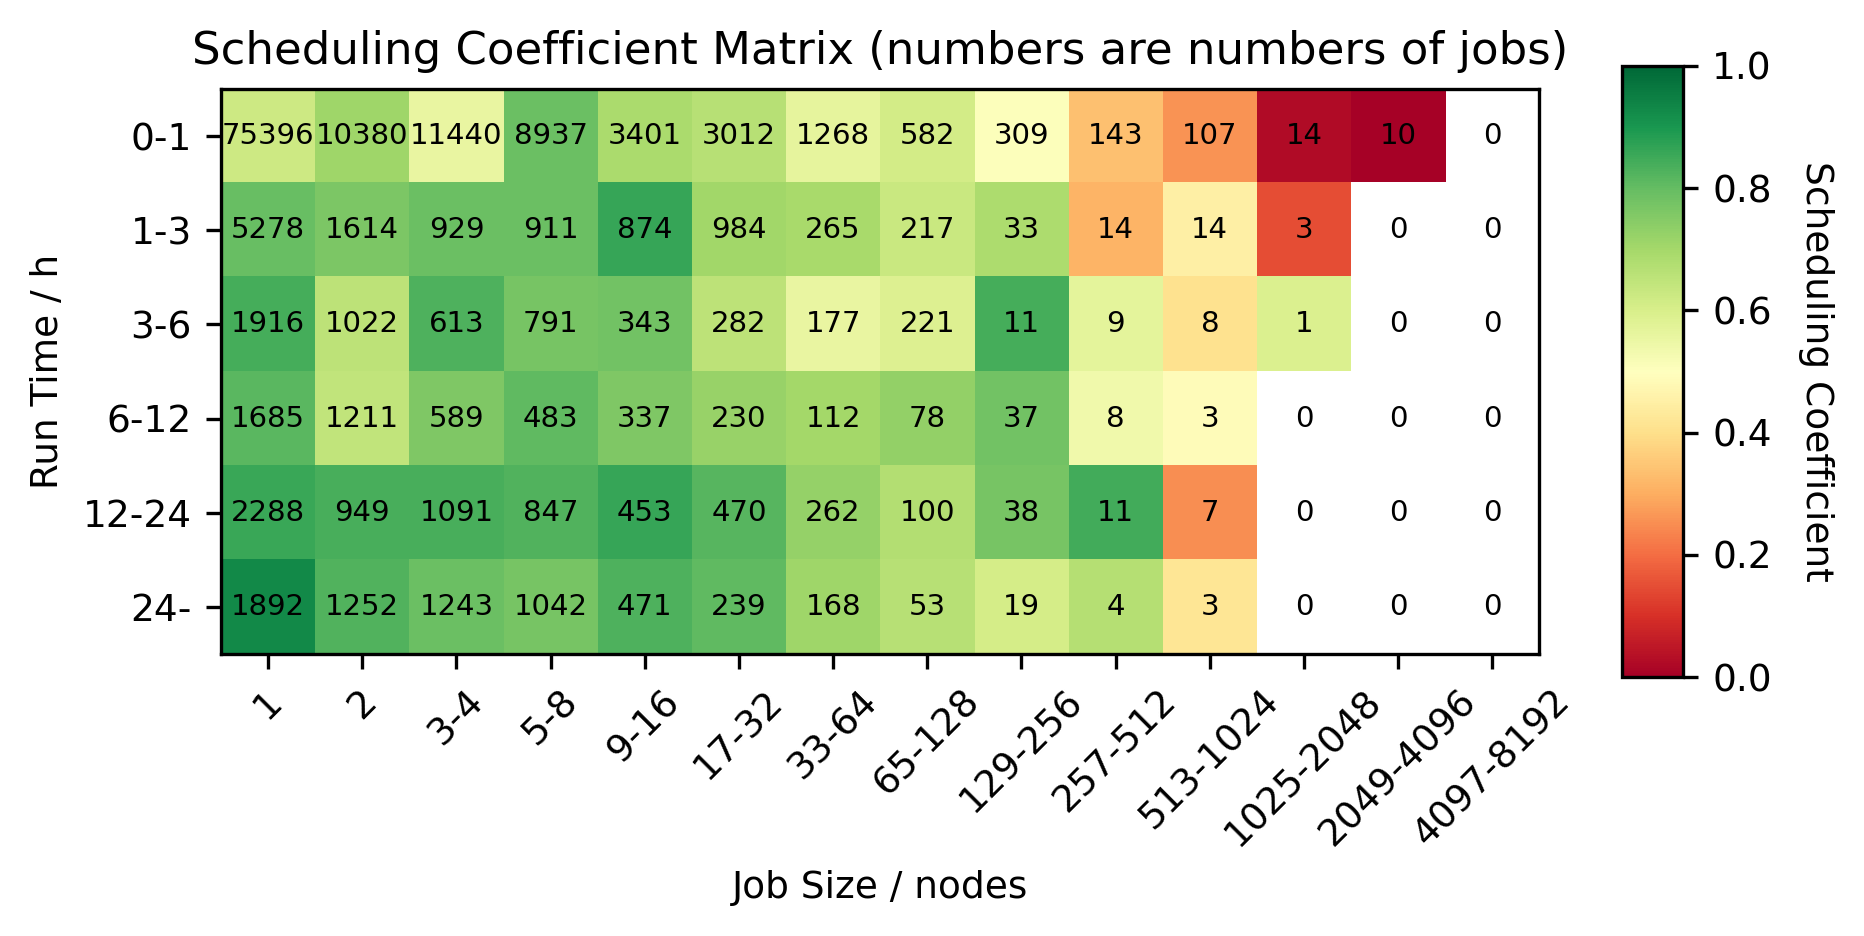 Scheduling Coefficient Matrix (numbers are numbers of jobs)
0-1 75396 10380 11440 8937 3401 3012 1268 582 309 143 107 14 10 0
1-3 5278 1614 929 911 874 984 265 217 33 14 14 3 0 0
3-6 1916 1022 613 791 343 282 177 221 11 9 8 1 0 0
6-12 1685 1211 589 483 337 230 112 78 37 8 3 0 0 0
12-24 2288 949 1091 847 453 470 262 100 38 11 7 0 0 0
24- 1892 1252 1243 1042 471 239 168 53 19 4 3 0 0 0
Run Time / h
1 2 3-4 5-8 9-16 17-32 33-64 65-128 129-256 257-512 513-1024 1025-2048 2049-4096 4097-8192
Job Size / nodes
1.0
0.8
0.6
0.4
0.2
0.0
Scheduling Coefficient